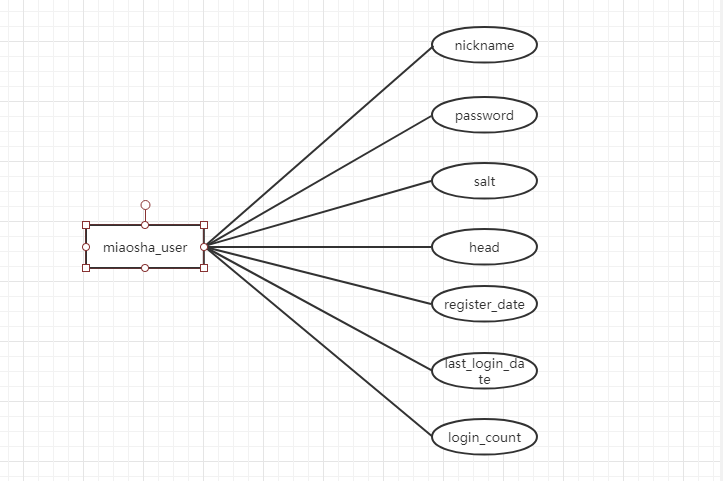 nickname
password
salt
miaosha_user
head
register_date
last_login_da
te
login_count